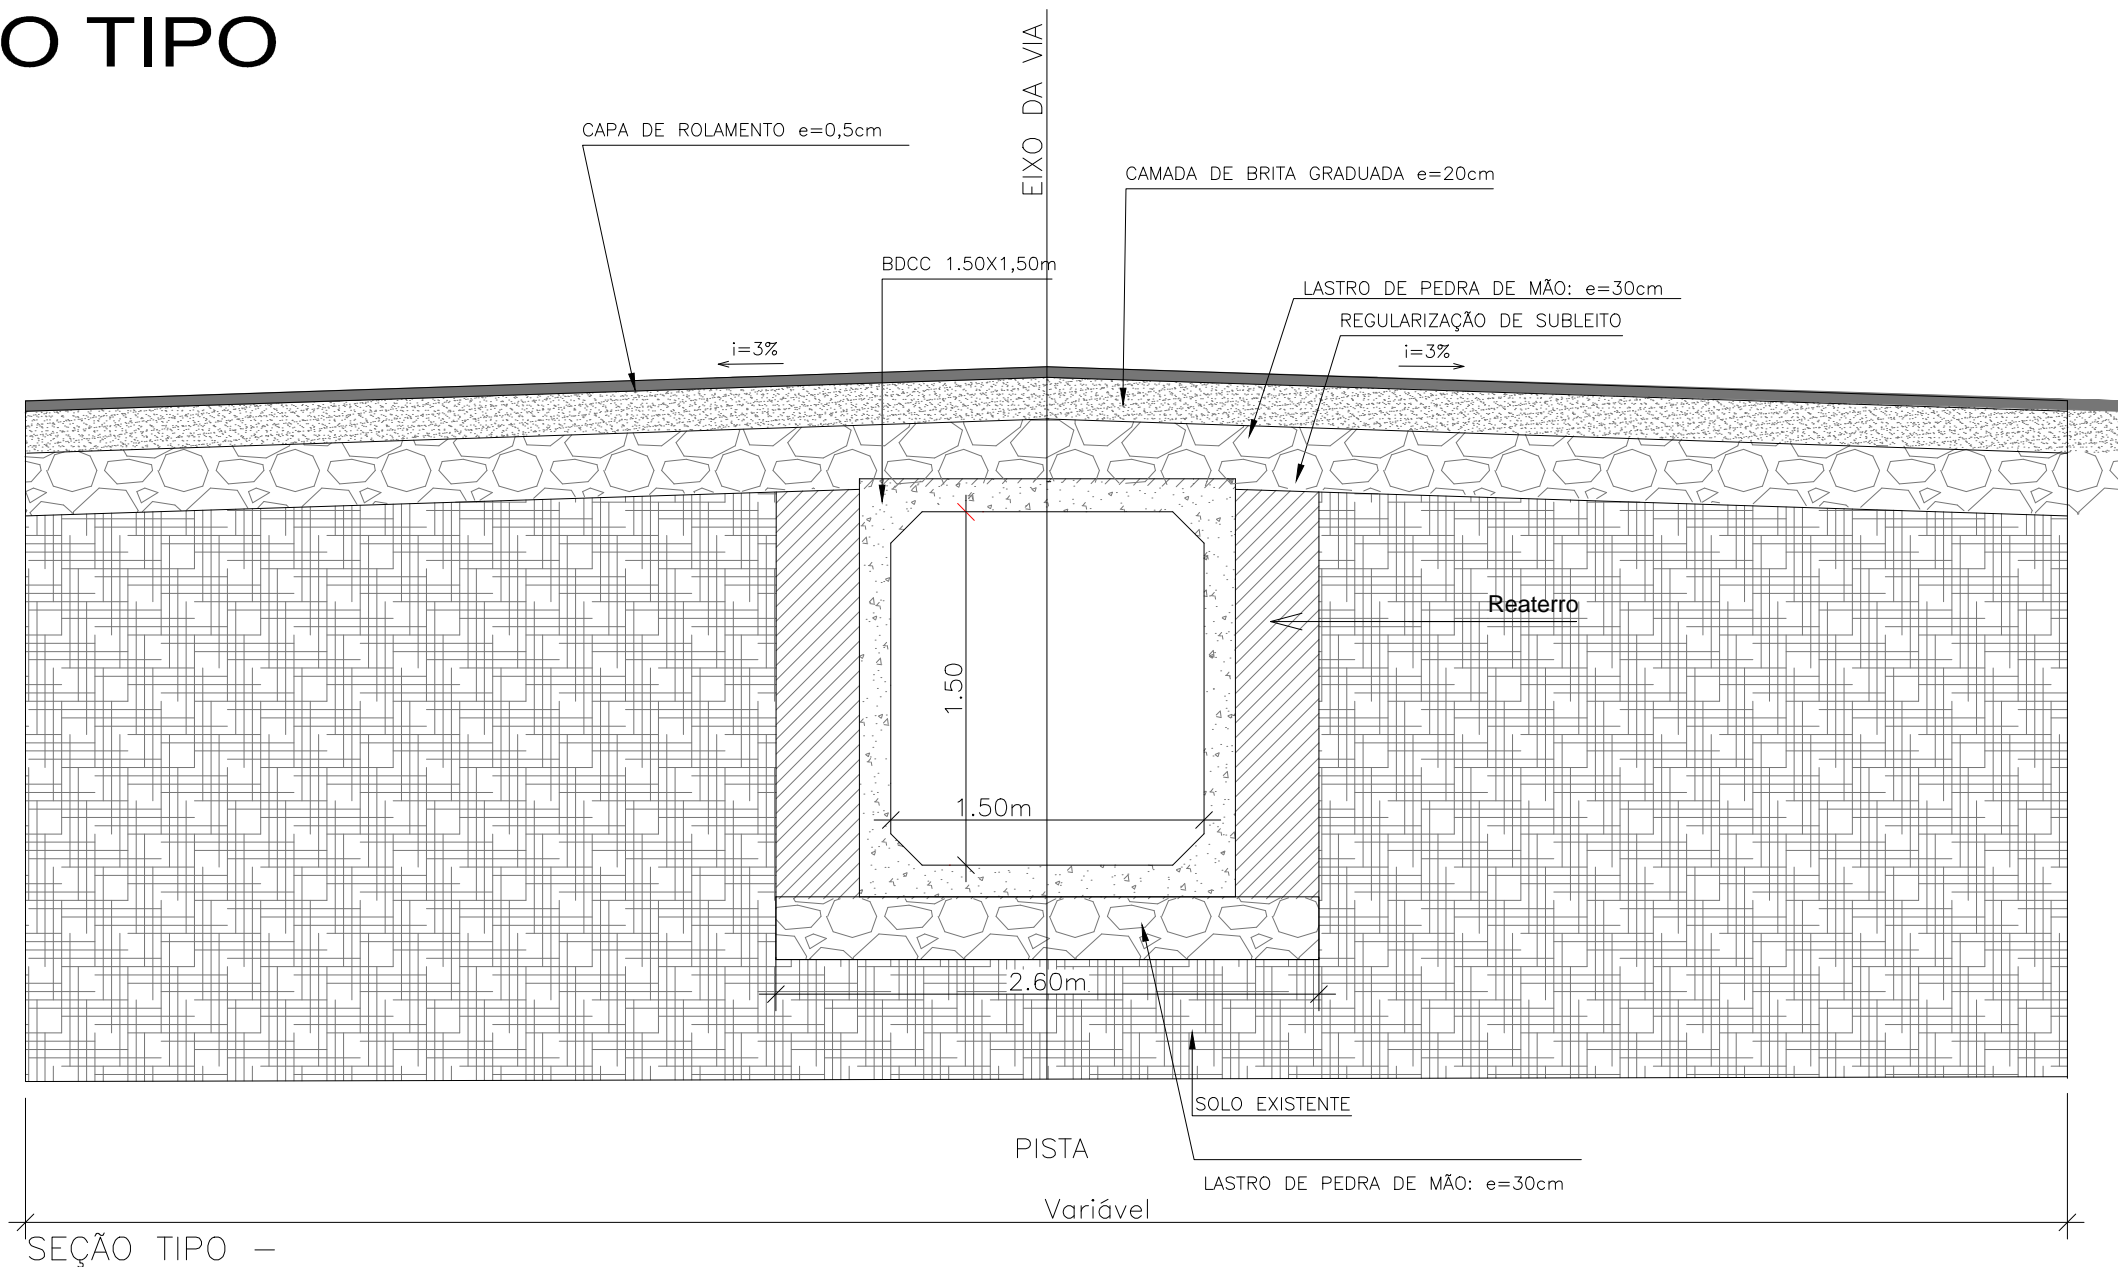 O TIPO
EIXO DA VIA
CAPA DE ROLAMENTO e=0,5cm
CAMADA DE BRITA GRADUADA e=20cm
BDCC 1.50X1,50m
LASTRO DE PEDRA DE MÃO: e=30cm
REGULARIZAÇÃO DE SUBLEITO
i=3%
i=3%
Reaterro
1.50
1.50m
2.60m
SOLO EXISTENTE
PISTA
LASTRO DE PEDRA DE MÃO: e=30cm
Variável
SEÇÃO TIPO –